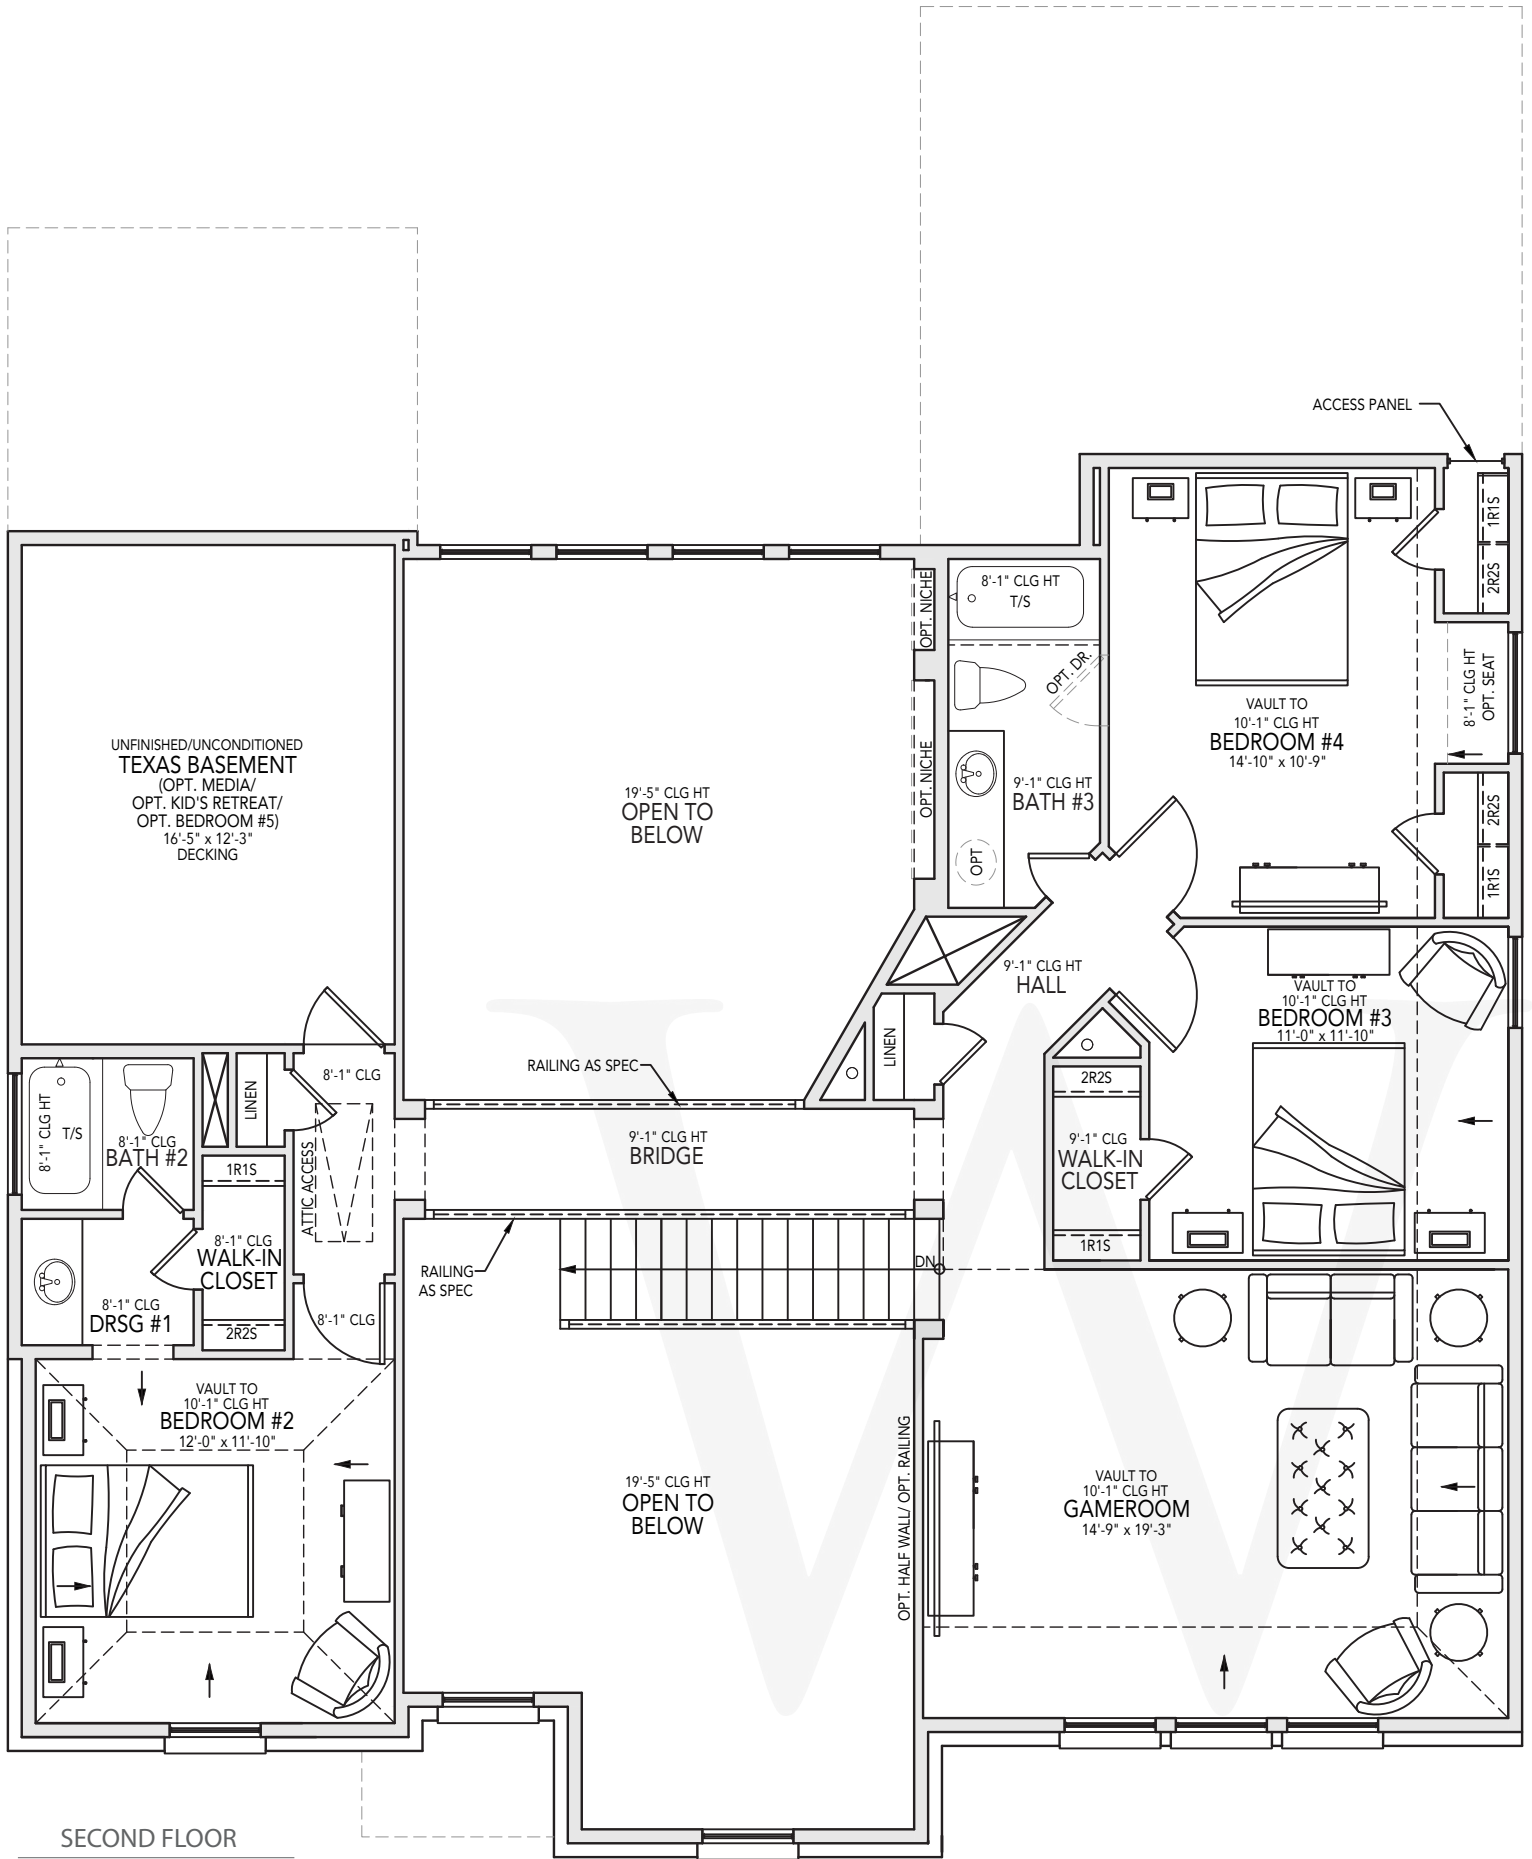 ACCESS PANEL
1R1S
2R2S
OPT. NICHE
8'-1" CLG HT
T/S
OPT. DR.
8'-1" CLG HT
OPT. SEAT
VAULT TO
10'-1" CLG HT
BEDROOM #4
14'-10" x 10'-9"
UNFINISHED/UNCONDITIONED
TEXAS BASEMENT
(OPT. MEDIA/
OPT. KID'S RETREAT/
OPT. BEDROOM #5)
16'-5" x 12'-3"
DECKING
19'-5" CLG HT
OPEN TO
BELOW
OPT. NICHE
9'-1" CLG HT
BATH #3
OPT
2R2S
1R1S
9'-1" CLG HT
HALL
VAULT TO
10'-1" CLG HT
BEDROOM #3
11'-0" x 11'-10"
LINEN
RAILING AS SPEC
8'-1" CLG
LINEN
8'-1" CLG HT
T/S
8'-1" CLG
BATH #2
ATTIC ACCESS
9'-1" CLG HT
BRIDGE
2R2S
9'-1" CLG
WALK-IN
CLOSET
1R1S
1R1S
8'-1" CLG
WALK-IN
CLOSET
2R2S
8'-1" CLG
DRSG #1
8'-1" CLG
RAILING
AS SPEC
DN
VAULT TO
10'-1" CLG HT
BEDROOM #2
12'-0" x 11'-10"
19'-5" CLG HT
OPEN TO
BELOW
OPT. HALF WALL/ OPT. RAILING
VAULT TO
10'-1" CLG HT
GAMEROOM
14'-9" x 19'-3"
SECOND FLOOR
W